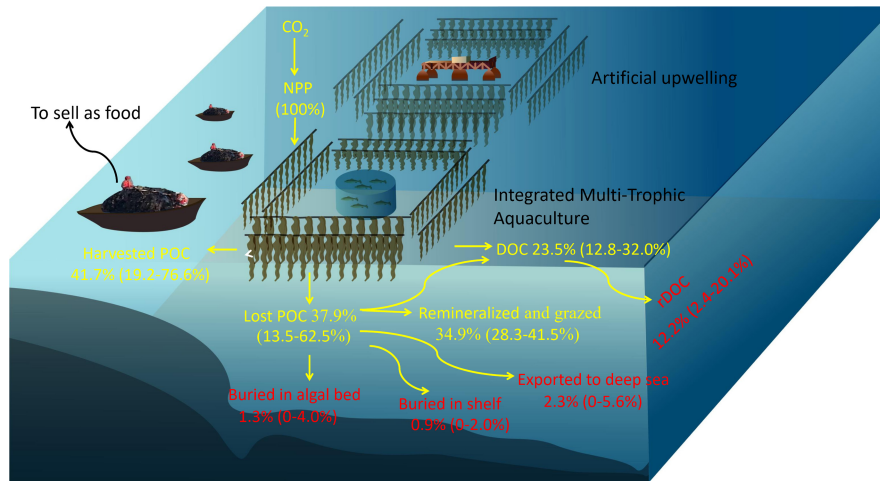 CO₂
NPP
(100%)
Artificial upwelling
To sell as food
Integrated Multi-Trophic
Aquaculture
Harvested POC
41.7% (19.2-76.6%)
DOC 23.5% (12.8-32.0%)
rDOC
12.2% (2.4-20.1%)
Lost POC 37.9%
(13.5-62.5%)
Remineralized and grazed
34.9% (28.3-41.5%)
Buried in algal bed
1.3% (0-4.0%)
Buried in shelf
0.9% (0-2.0%)
Exported to deep sea
2.3% (0-5.6%)